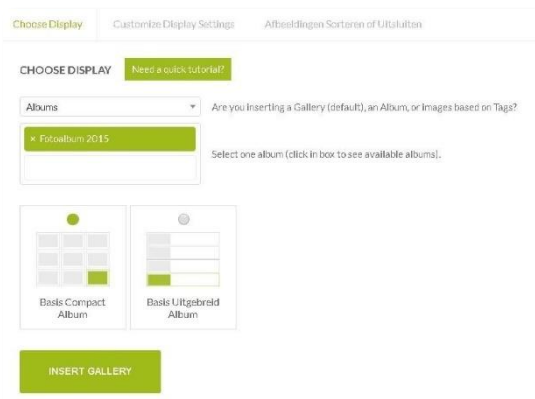 Choose Display
Customize Display Settings
Afbeeldingen Sorteren of Uitsluiten
CHOOSE DISPLAY
Need a quick tutorial?
Albums
Are you inserting a Gallery (default), an Album, or images based on Tags?
× Fotoalbum 2015
Select one album (click in box to see available albums).
Basis Compact
Album
Basis Uitgebreid
Album
INSERT GALLERY